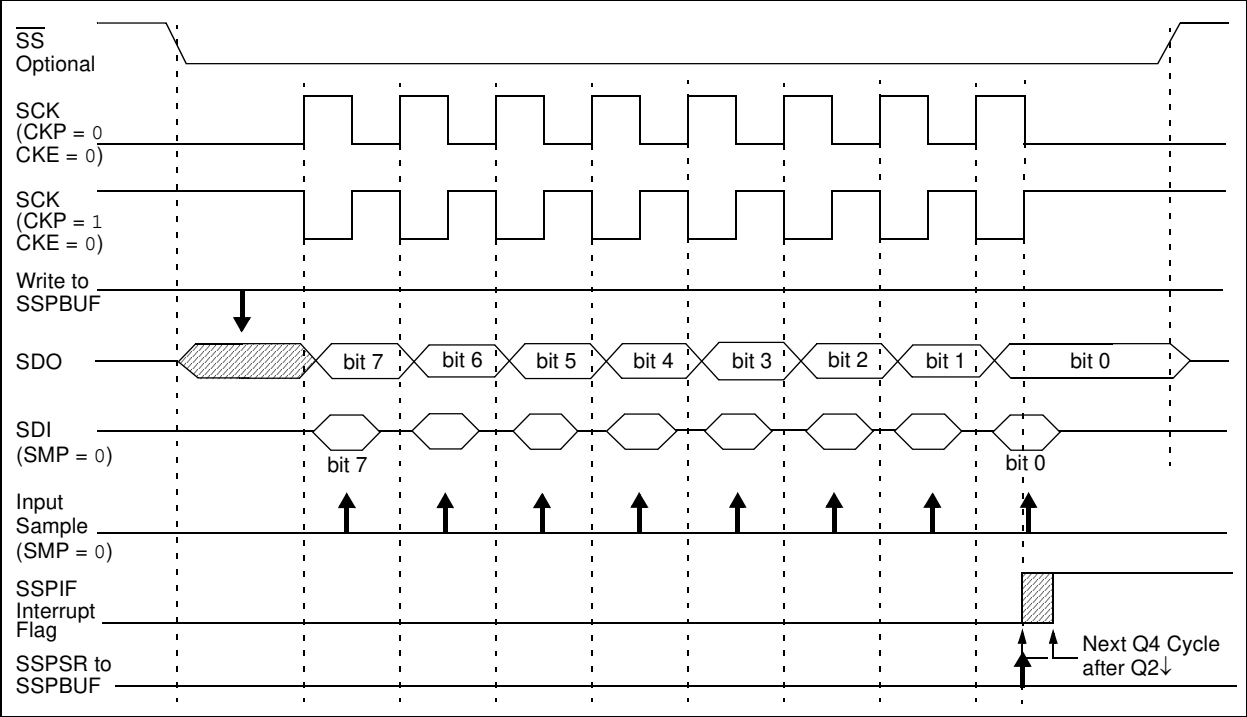 SS
Optional
SCK
(CKP = 0
CKE = 0)
SCK
(CKP = 1
CKE = 0)
Write to
SSPBUF
SDO
bit 7
bit 6
bit 5
bit 4
bit 3
bit 2
bit 1
bit 0
SDI
(SMP = 0)
bit 7
bit 0
Input
Sample
(SMP = 0)
SSPIF
Interrupt
Flag
Next Q4 Cycle
after Q2↓
SSPSR to
SSPBUF